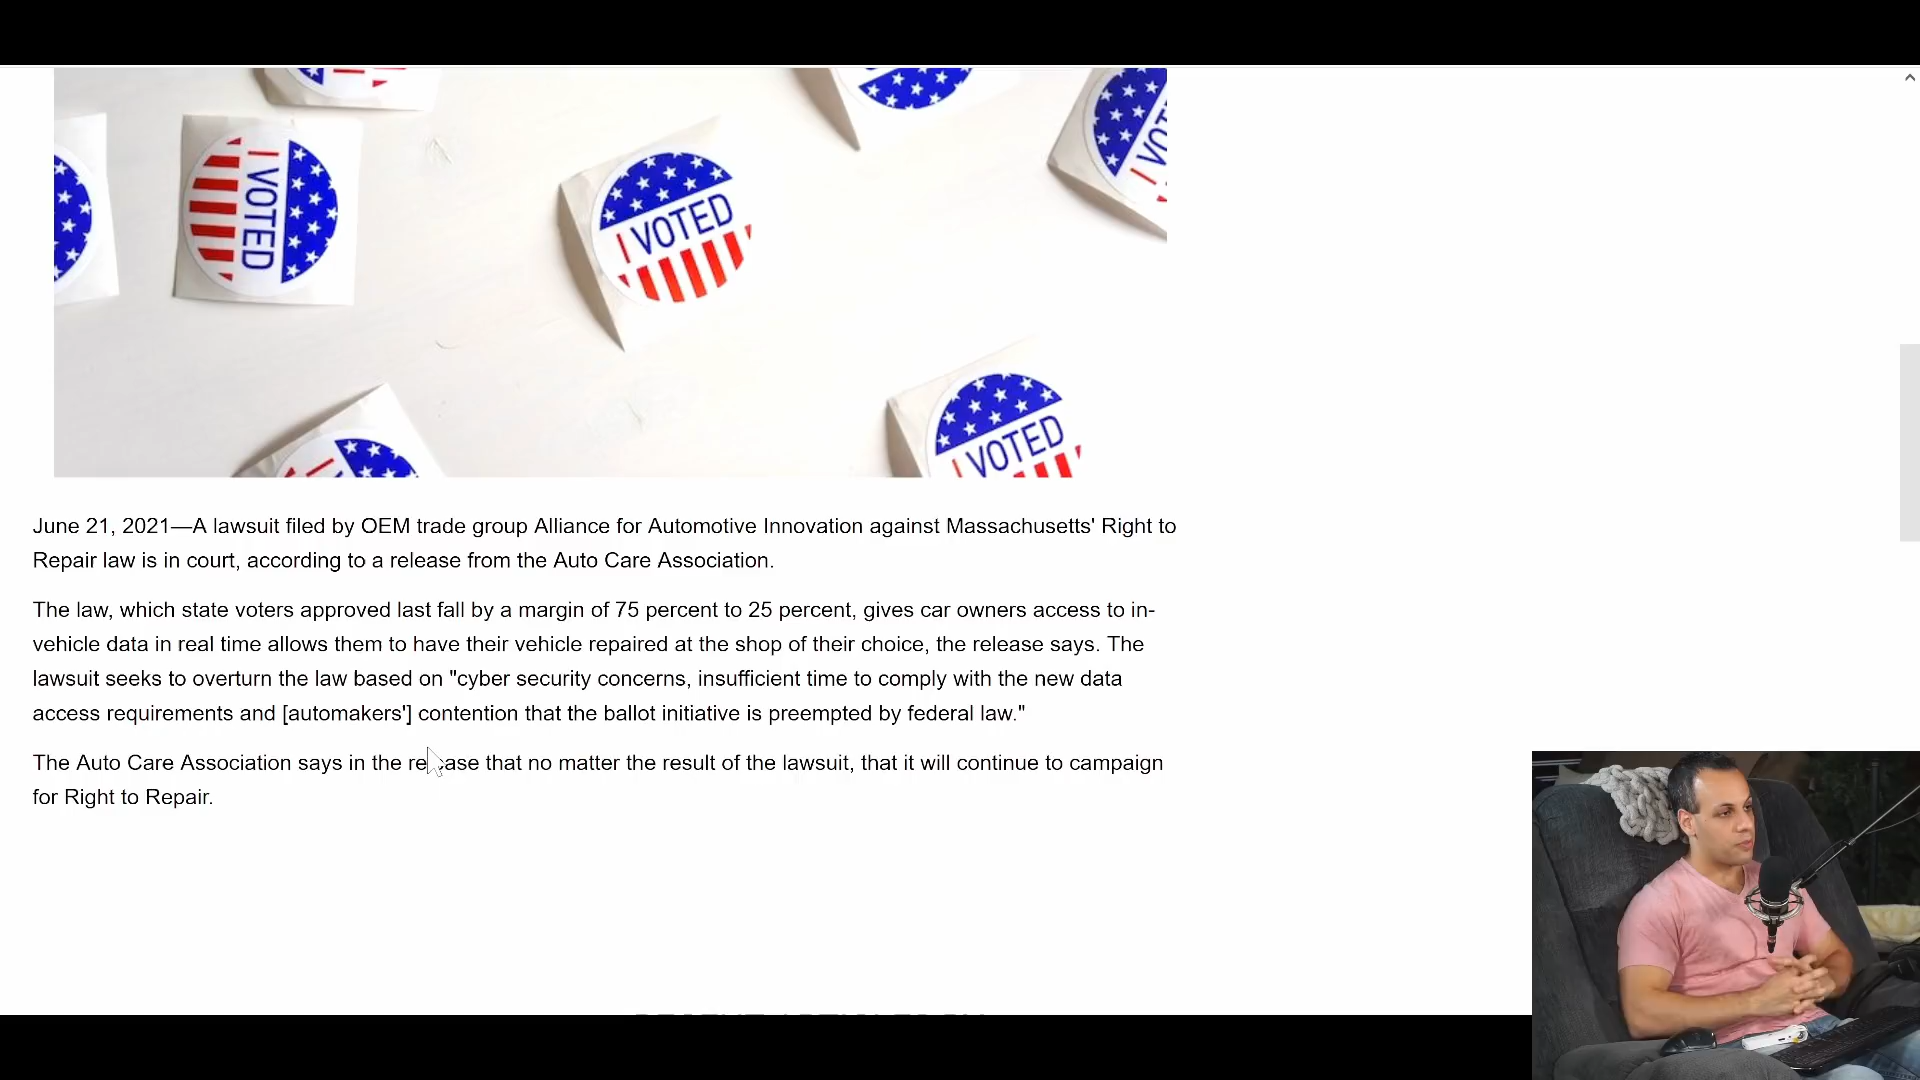 I VOTED
I VOTED
I VOTED
June 21, 2021—A lawsuit filed by OEM trade group Alliance for Automotive Innovation against Massachusetts' Right to
Repair law is in court, according to a release from the Auto Care Association.
The law, which state voters approved last fall by a margin of 75 percent to 25 percent, gives car owners access to in-
vehicle data in real time allows them to have their vehicle repaired at the shop of their choice, the release says. The
lawsuit seeks to overturn the law based on "cyber security concerns, insufficient time to comply with the new data
access requirements and [automakers'] contention that the ballot initiative is preempted by federal law."
The Auto Care Association says in the release that no matter the result of the lawsuit, that it will continue to campaign
for Right to Repair.